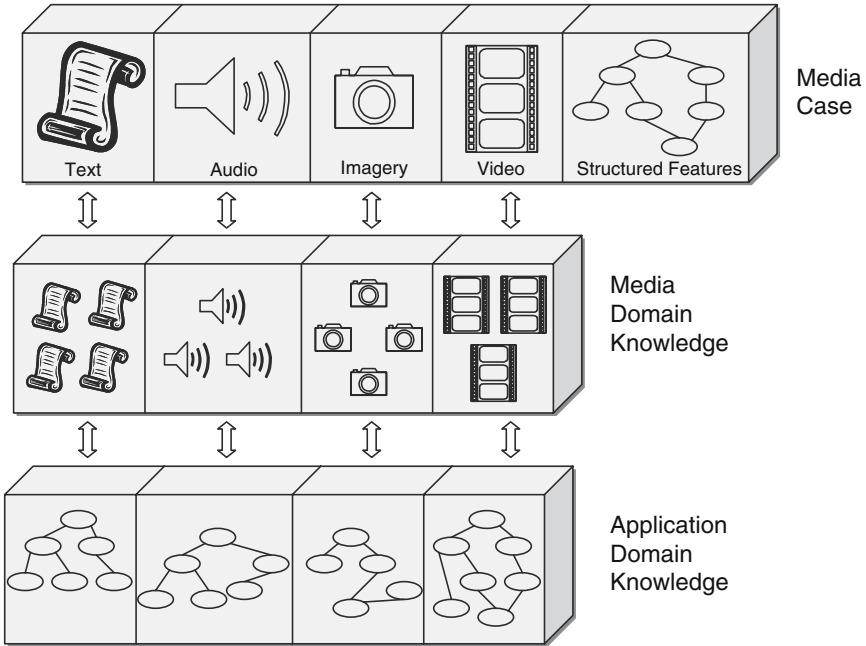 Text
Audio
Imagery
Video
Structured Features
Media
Case
Media
Domain
Knowledge
Application
Domain
Knowledge